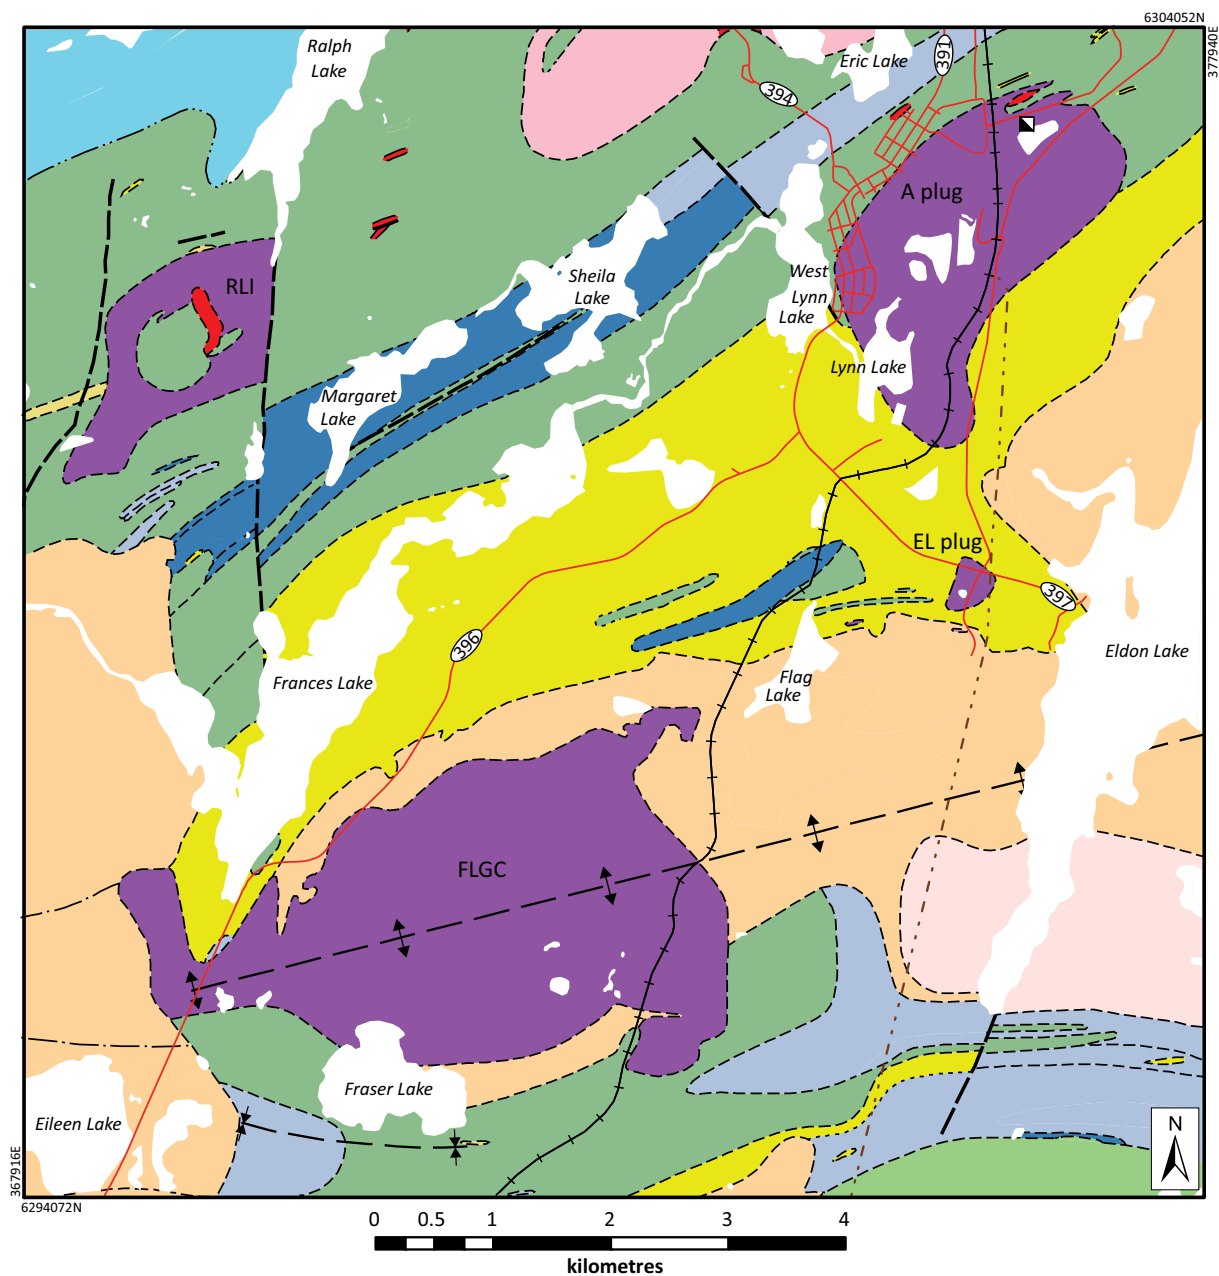 6304052N
377940E
Ralph
Lake
Eric Lake
391
394
A plug
RLI
Sheila
Lake
West
Lynn
Lake
Lynn Lake
Margaret
Lake
EL plug
397
396
Eldon Lake
Frances Lake
Flag
Lake
FLGC
Fraser Lake
Eileen Lake
N
367916E
6294072N
0 0.5 1 2 3 4
kilometres